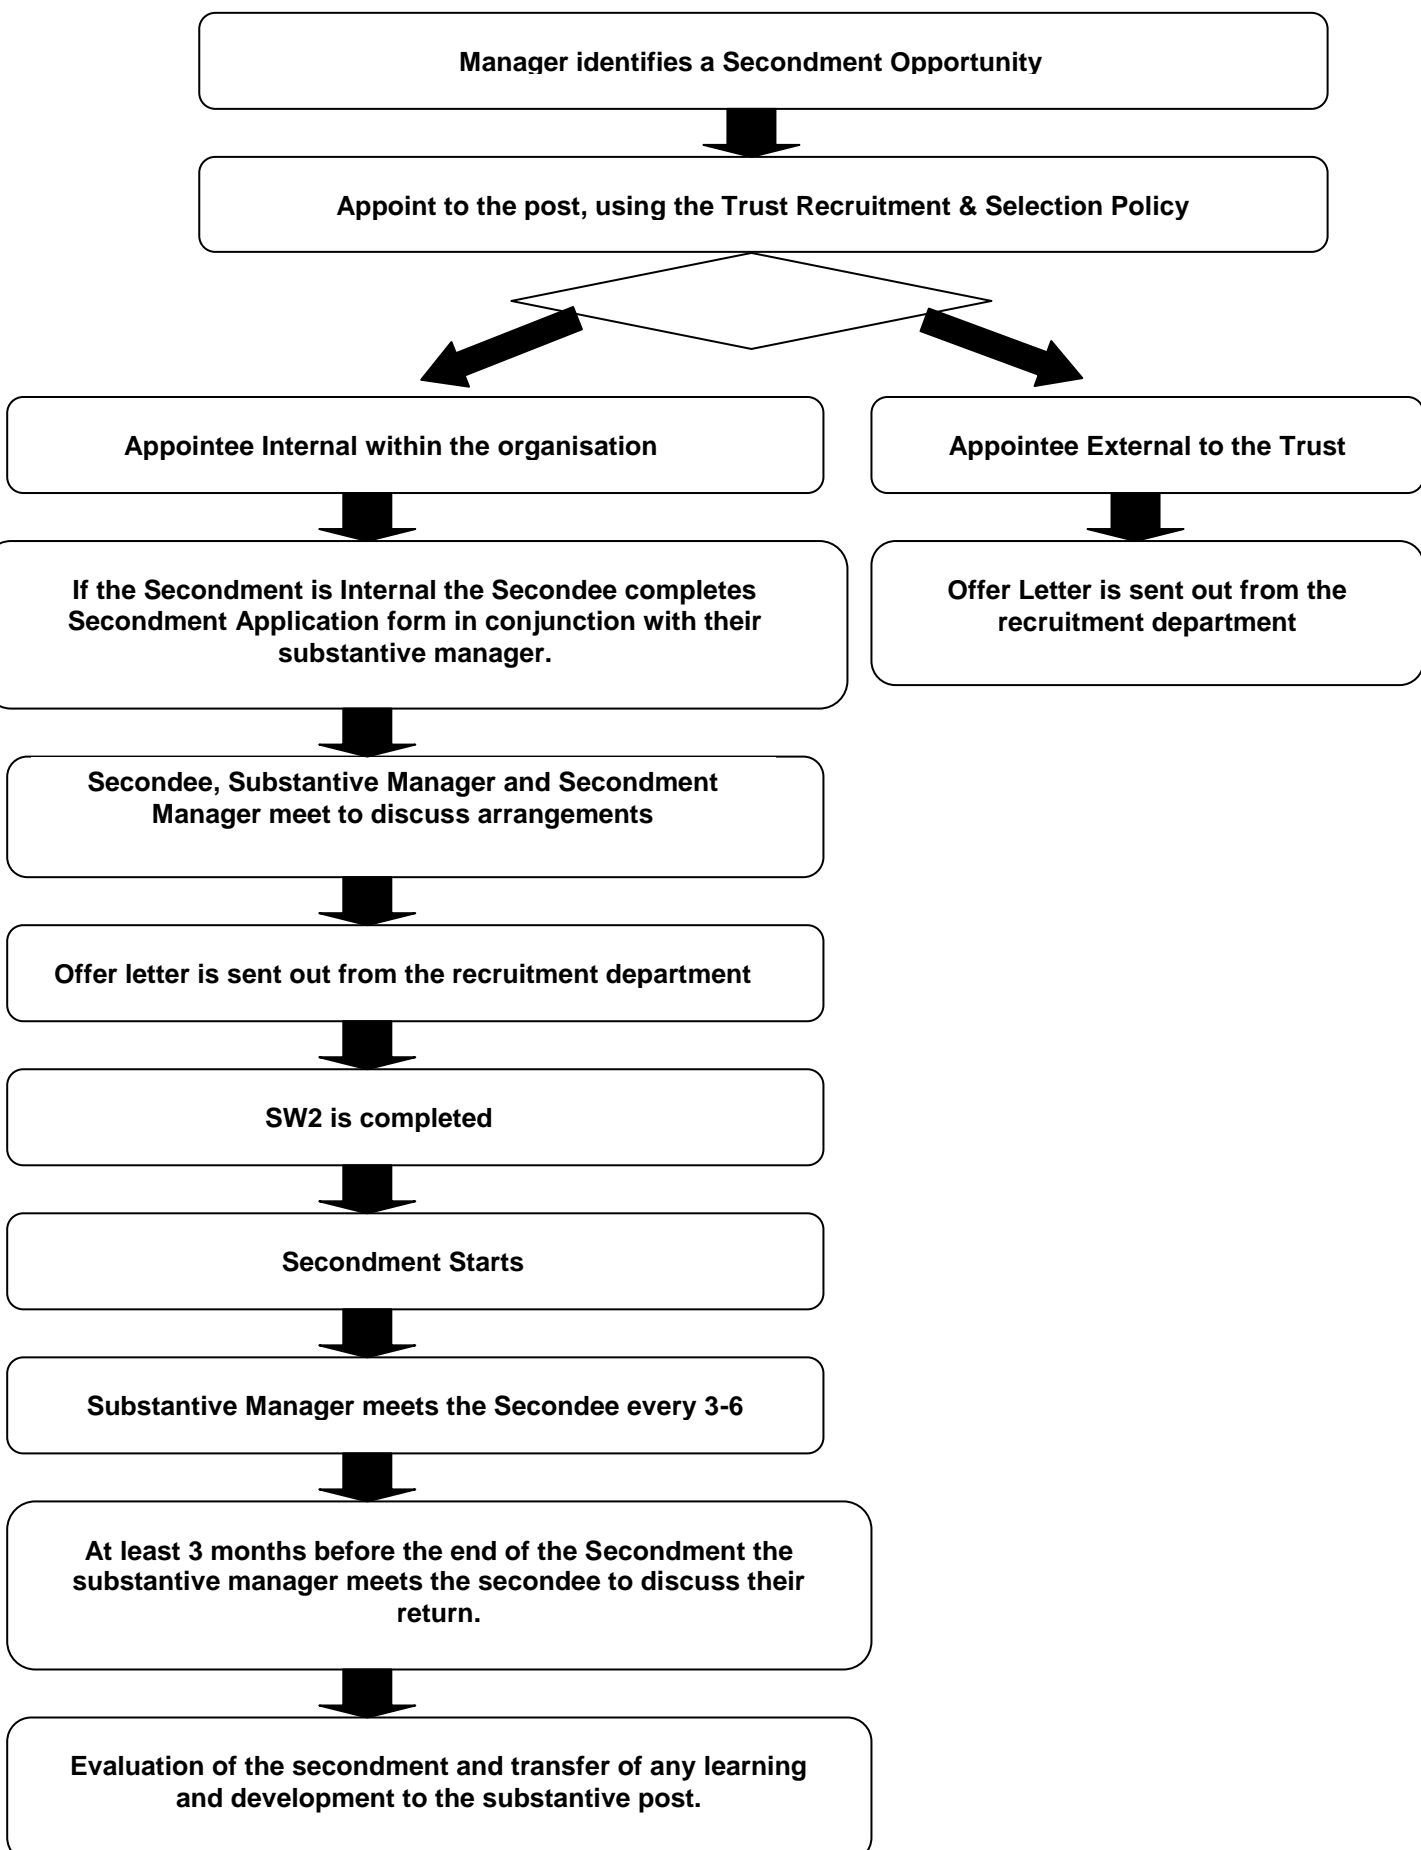 Manager identifies a Secondment Opportunity
Appoint to the post, using the Trust Recruitment & Selection Policy
Appointee Internal within the organisation
Appointee External to the Trust
If the Secondment is Internal the Secondee completes
Secondment Application form in conjunction with their
substantive manager.
Offer Letter is sent out from the
recruitment department
Secondee, Substantive Manager and Secondment
Manager meet to discuss arrangements
Offer letter is sent out from the recruitment department
SW2 is completed
Secondment Starts
Substantive Manager meets the Secondee every 3-6
At least 3 months before the end of the Secondment the
substantive manager meets the secondee to discuss their
return.
Evaluation of the secondment and transfer of any learning
and development to the substantive post.